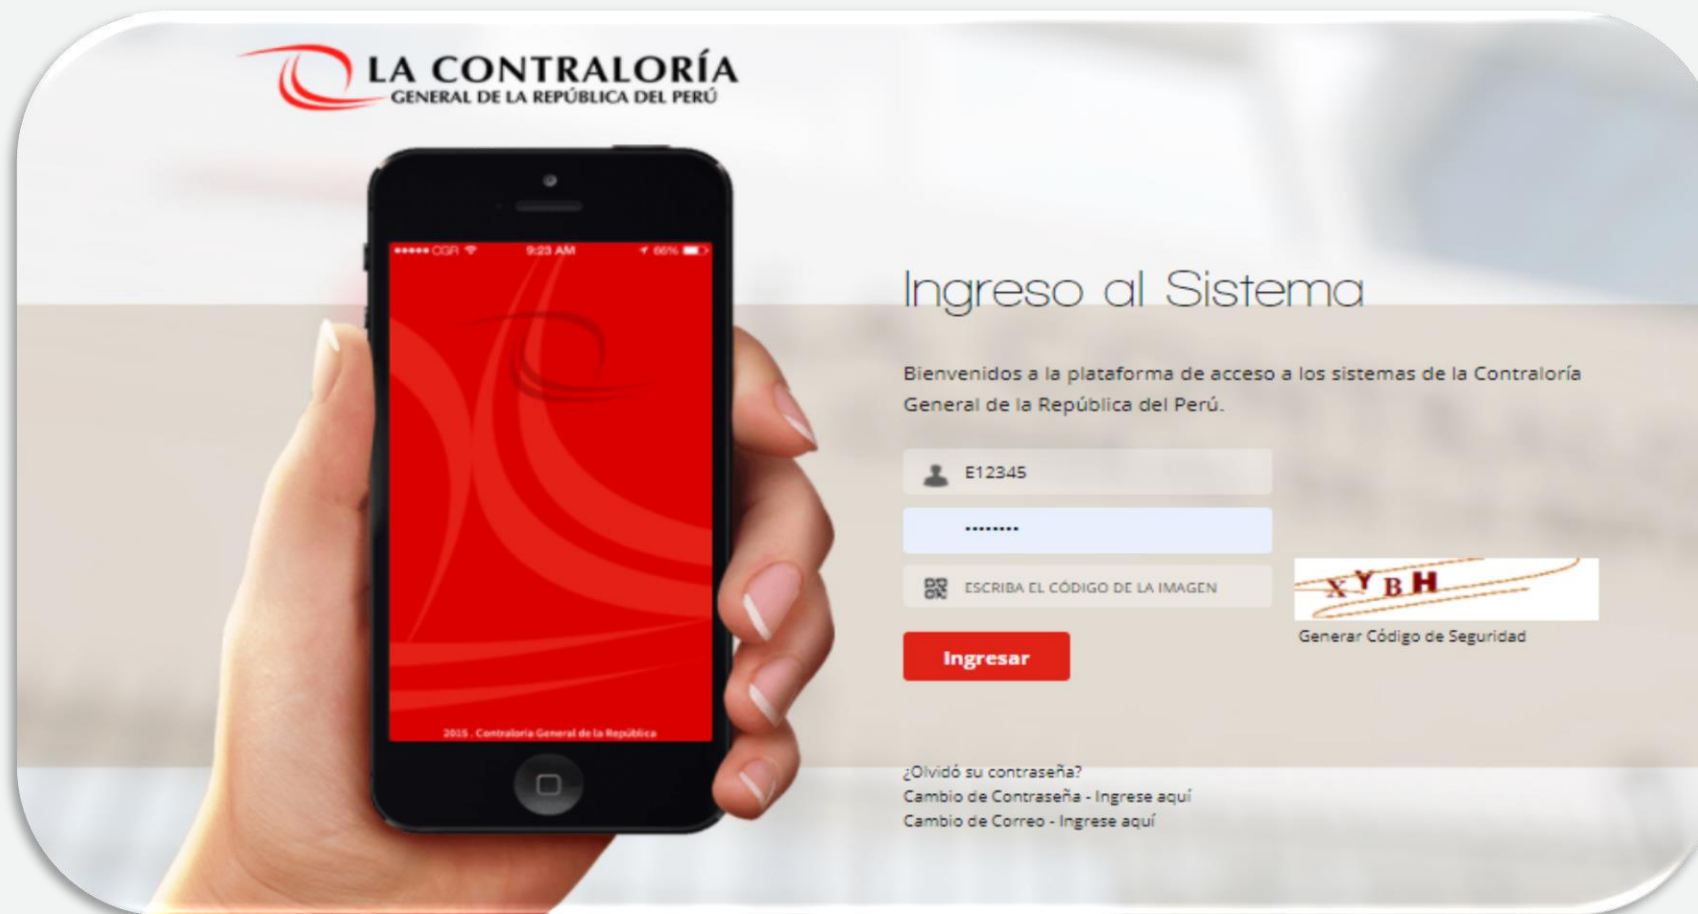 LA CONTRALORÍA
GENERAL DE LA REPÚBLICA DEL PERÚ
CGR 9:23 AM 66%
2015 . Contraloría General de la República
Ingreso al Sistema
Bienvenidos a la plataforma de acceso a los sistemas de la Contraloría
General de la República del Perú.
E12345
••••••••
ESCRIBA EL CÓDIGO DE LA IMAGEN
XYBH
Generar Código de Seguridad
Ingresar
¿Olvidó su contraseña?
Cambio de Contraseña - Ingrese aquí
Cambio de Correo - Ingrese aquí